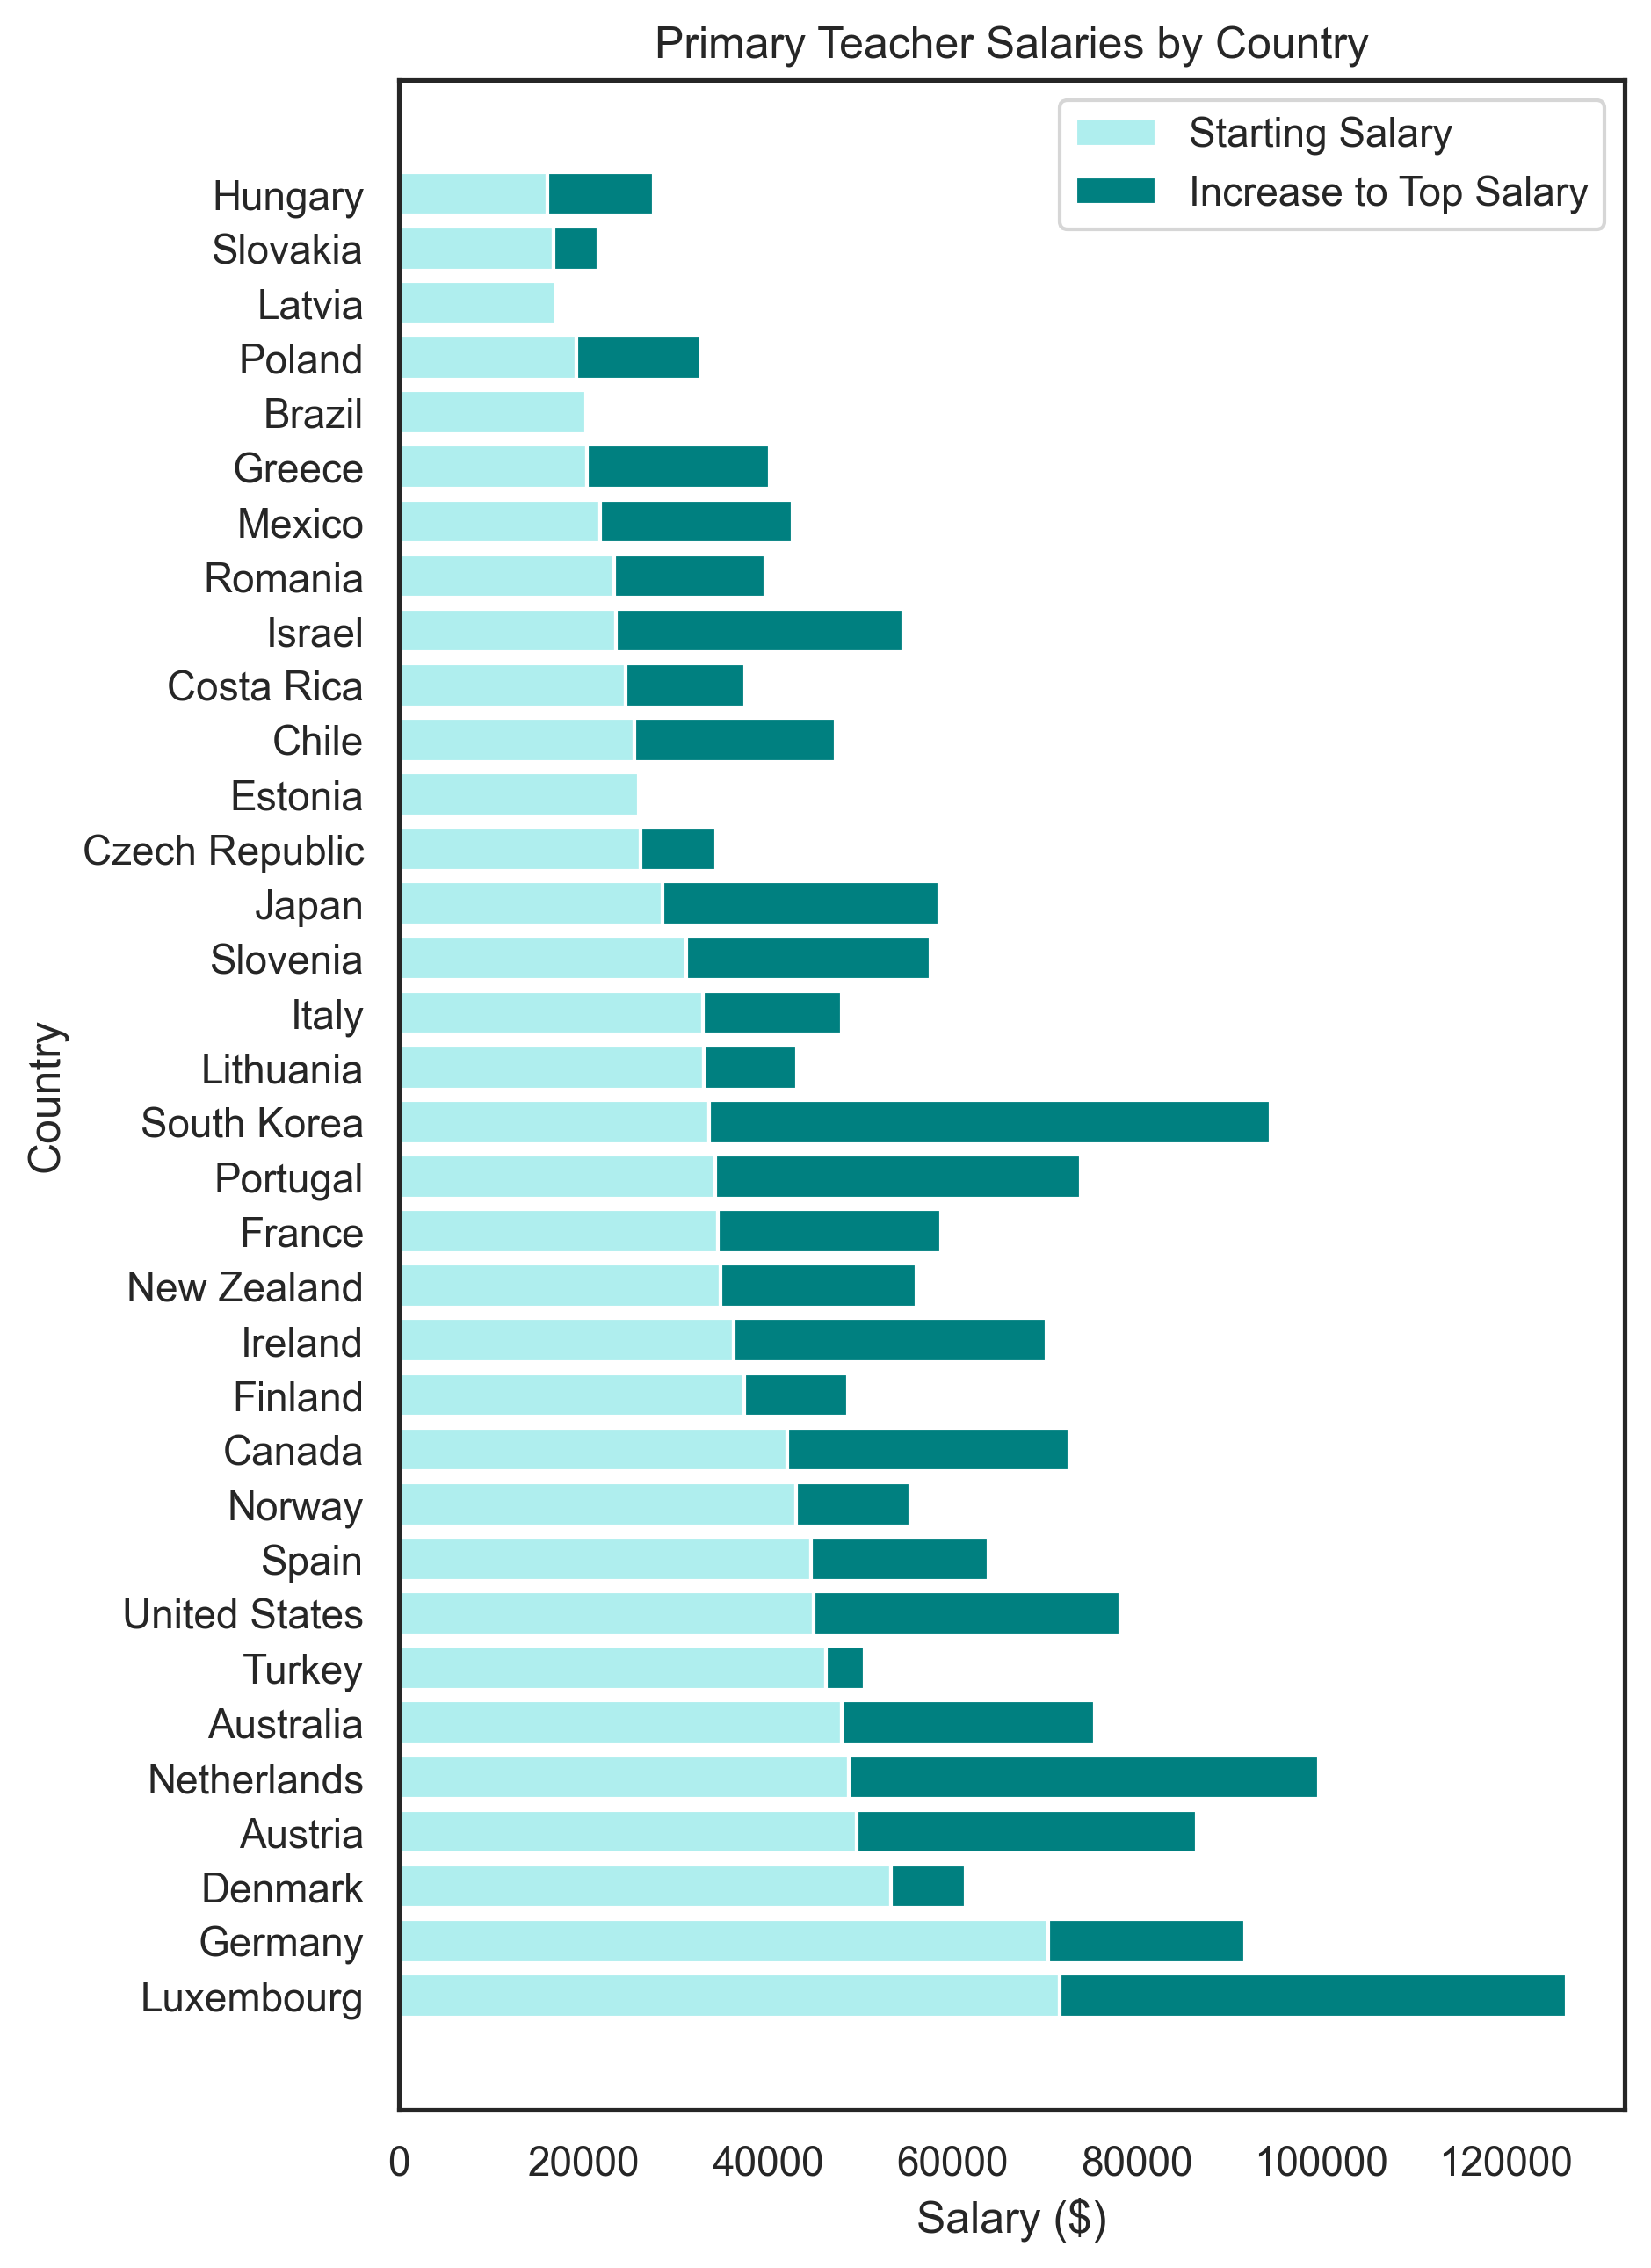 Primary Teacher Salaries by Country
Starting Salary
Increase to Top Salary
Hungary
Slovakia
Latvia
Poland
Brazil
Greece
Mexico
Romania
Israel
Costa Rica
Chile
Estonia
Czech Republic
Japan
Slovenia
Italy
Lithuania
South Korea
Portugal
France
New Zealand
Ireland
Finland
Canada
Norway
Spain
United States
Turkey
Australia
Netherlands
Austria
Denmark
Germany
Luxembourg
Country
0 20000 40000 60000 80000 100000 120000
Salary ($)